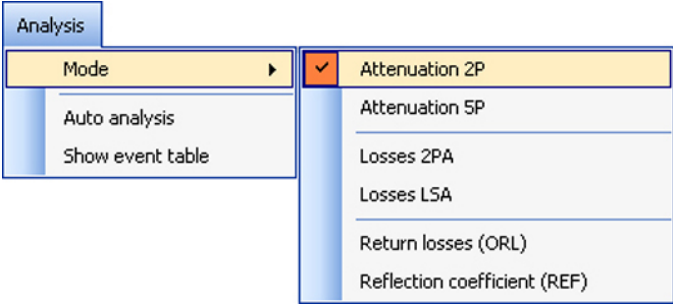 Analysis
Mode
Auto analysis
Show event table
Attenuation 2P
Attenuation 5P
Losses 2PA
Losses LSA
Return losses (ORL)
Reflection coefficient (REF)